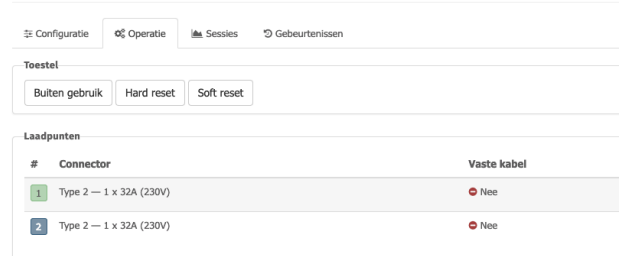 Configuratie Operatie Sessies Gebeurtenissen
Toestel
Buiten gebruik Hard reset Soft reset
Laadpunten
# Connector Vaste kabel
1 Type 2 — 1 x 32A (230V) Nee
2 Type 2 — 1 x 32A (230V) Nee